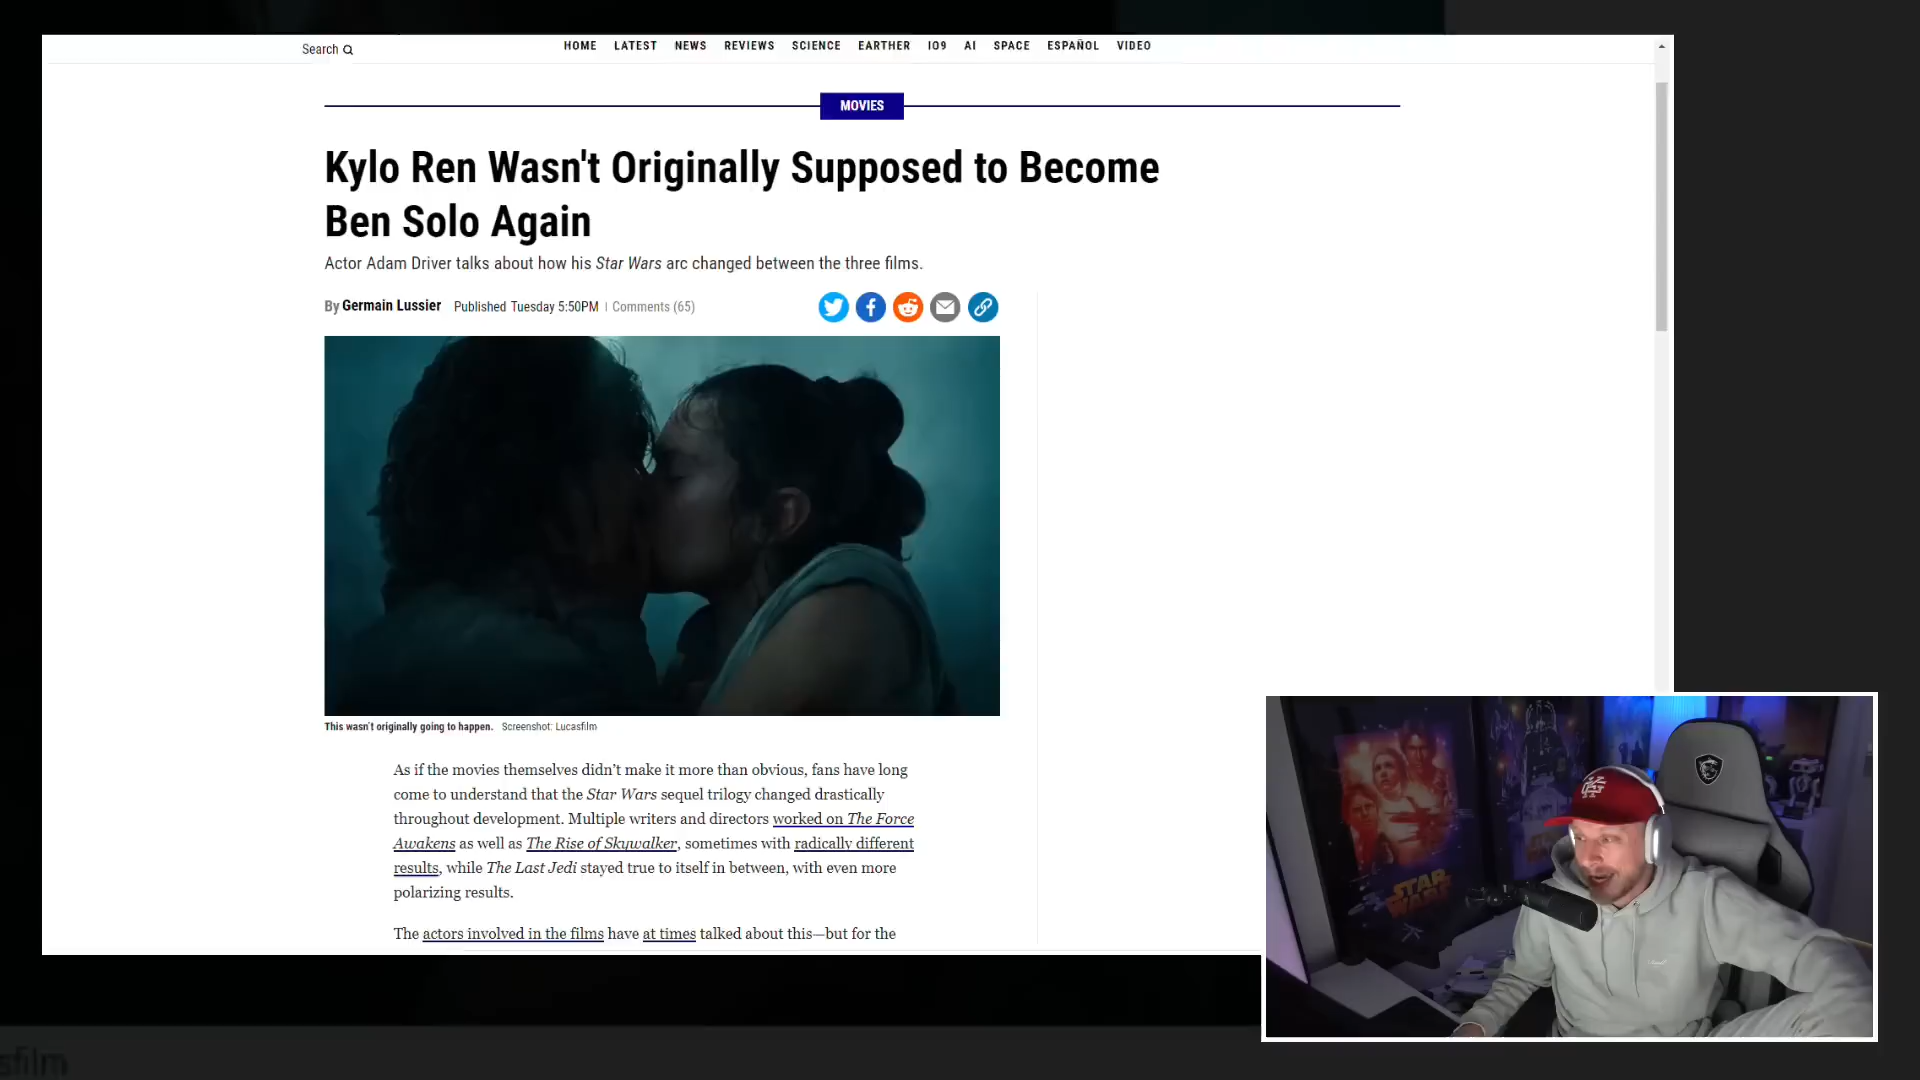 Search
HOME LATEST NEWS REVIEWS SCIENCE EARTHER IO9 AI SPACE ESPAÑOL VIDEO
MOVIES
Kylo Ren Wasn't Originally Supposed to Become
Ben Solo Again
Actor Adam Driver talks about how his Star Wars arc changed between the three films.
By Germain Lussier Published Tuesday 5:50PM | Comments (65)
This wasn't originally going to happen. Screenshot: Lucasfilm
As if the movies themselves didn't make it more than obvious, fans have long
come to understand that the Star Wars sequel trilogy changed drastically
throughout development. Multiple writers and directors worked on The Force
Awakens as well as The Rise of Skywalker, sometimes with radically different
results, while The Last Jedi stayed true to itself in between, with even more
polarizing results.
The actors involved in the films have at times talked about this—but for the
STAR
WARS
sfilm